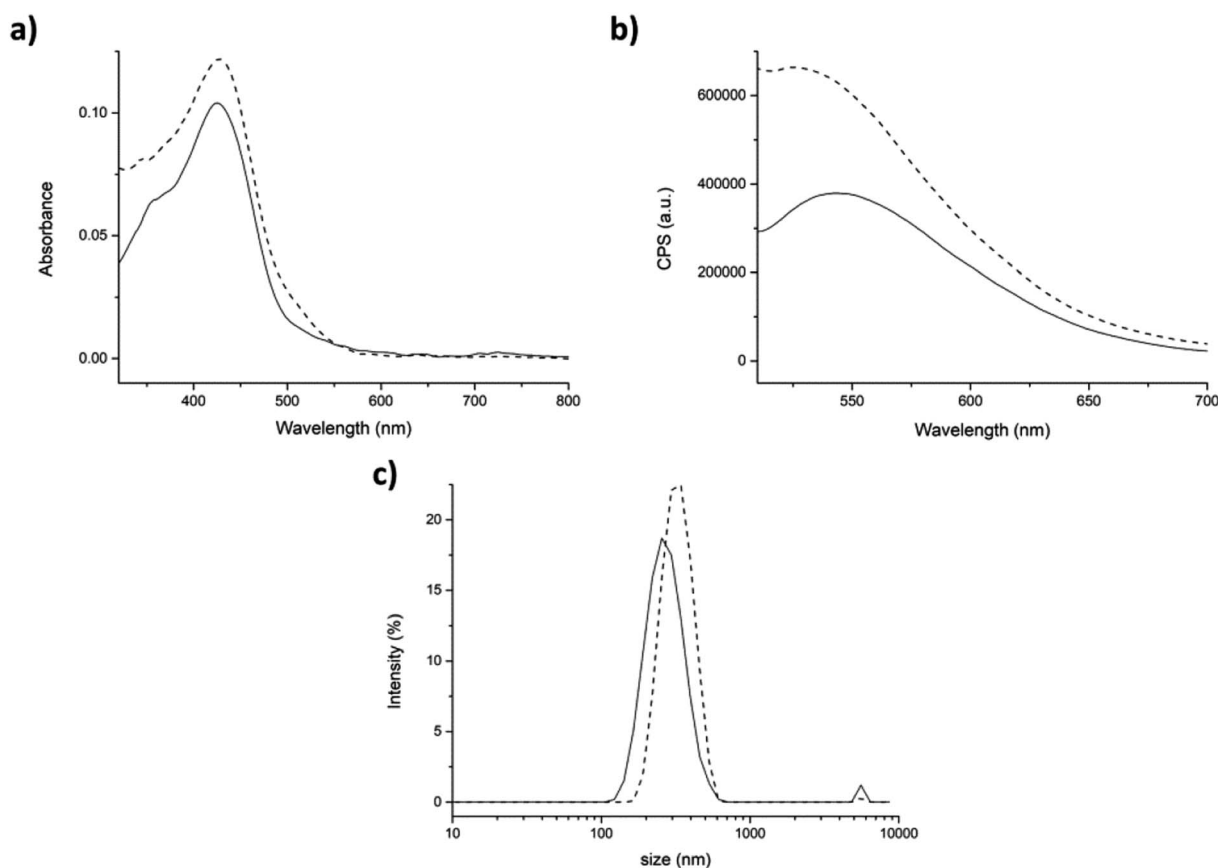 a)
0.10
0.05
0.00
Absorbance
400 500 600 700 800
Wavelength (nm)
b)
600000
400000
200000
0
CPS (a.u.)
550 600 650 700
Wavelength (nm)
c)
20
15
10
5
0
Intensity (%)
10 100 1000 10000
size (nm)